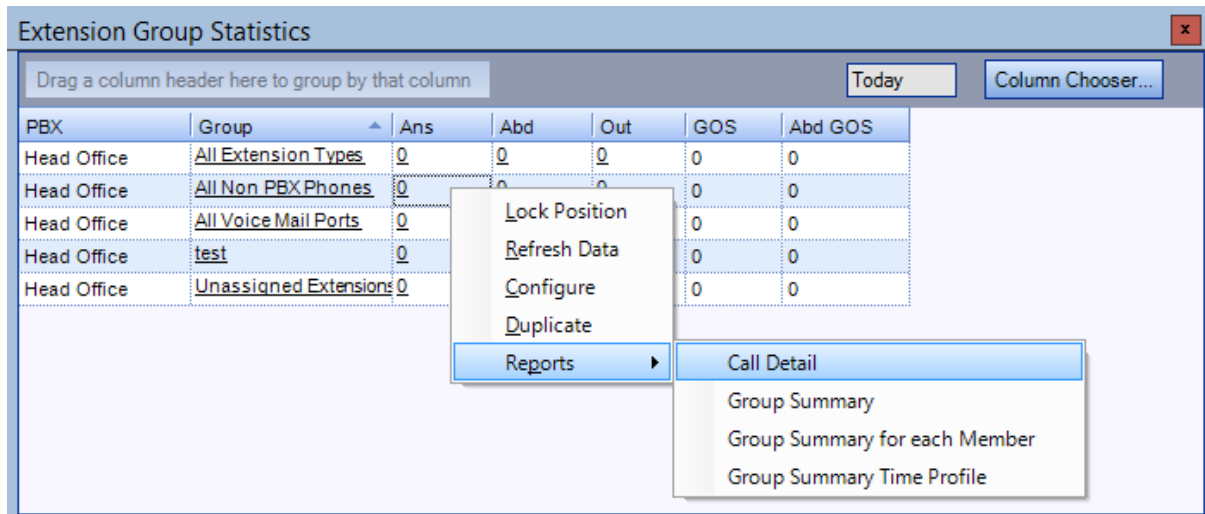 Extension Group Statistics x
Drag a column header here to group by that column Today Column Chooser...
PBX Group Ans Abd Out GOS Abd GOS
Head Office All Extension Types 0 0 0 0 0
Head Office All Non PBX Phones 0 0 0 0 0
Head Office All Voice Mail Ports 0 0 0
Head Office test 0 0 0
Head Office Unassigned Extensions 0 0 0
Lock Position
Refresh Data
Configure
Duplicate
Reports
Call Detail
Group Summary
Group Summary for each Member
Group Summary Time Profile